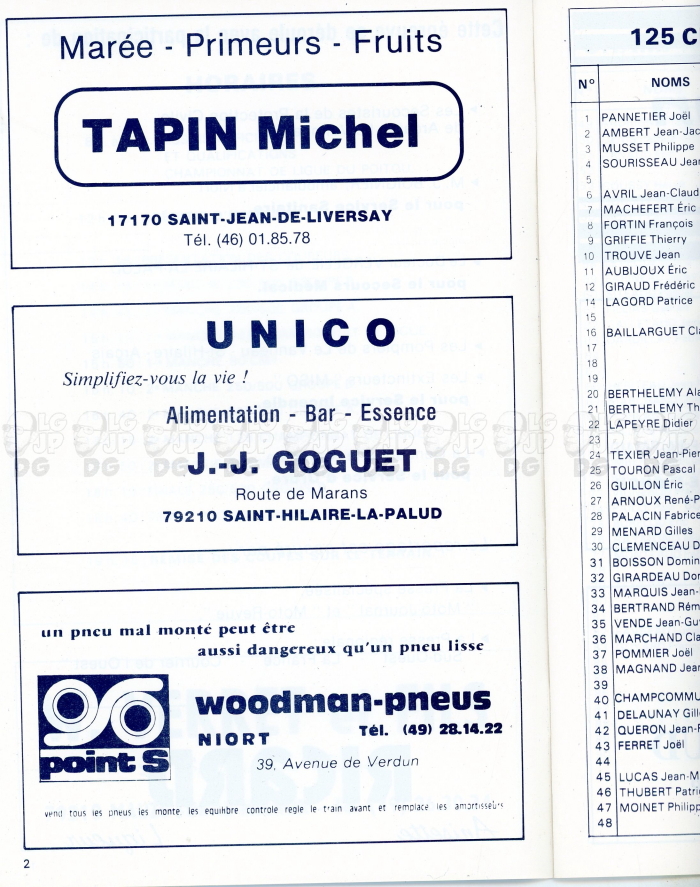 Marée - Primeurs - Fruits
TAPIN Michel
17170 SAINT-JEAN-DE-LIVERSAY
Tél. (46) 01.85.78
UNICO
Simplifiez-vous la vie !
Alimentation - Bar - Essence
J.-J. GOGUET
Route de Marans
79210 SAINT-HILAIRE-LA-PALUD
un pneu mal monté peut être
aussi dangereux qu'un pneu lisse
point S
woodman-pneus
NIORT Tél. (49) 28.14.22
39, Avenue de Verdun
vend tous les pneus les monte les équilibre controle regle le train avant et remplace les amortisseurs
2
125 C
N° NOMS
1 PANNETIER Joël
2 AMBERT Jean-Jac
3 MUSSET Philippe
4 SOURISSEAU Jean
5
6 AVRIL Jean-Claud
7 MACHEFERT Éric
8 FORTIN François
9 GRIFFIE Thierry
10 TROUVE Jean
11 AUBIJOUX Éric
12 GIRAUD Frédéric
14 LAGORD Patrice
15
16 BAILLARGUET Cla
17
18
19
20 BERTHELEMY Ala
21 BERTHELEMY Th
22 LAPEYRE Didier
23
24 TEXIER Jean-Pier
25 TOURON Pascal
26 GUILLON Éric
27 ARNOUX René-P
28 PALACIN Fabrice
29 MENARD Gilles
30 CLEMENCEAU D
31 BOISSON Domin
32 GIRARDEAU Dom
33 MARQUIS Jean-
34 BERTRAND Rém
35 VENDE Jean-Guy
36 MARCHAND Cla
37 POMMIER Joël
38 MAGNAND Jean
39
40 CHAMPCOMMU
41 DELAUNAY Gill
42 QUERON Jean-F
43 FERRET Joël
44
45 LUCAS Jean-M
46 THUBERT Patri
47 MOINET Philipp
48